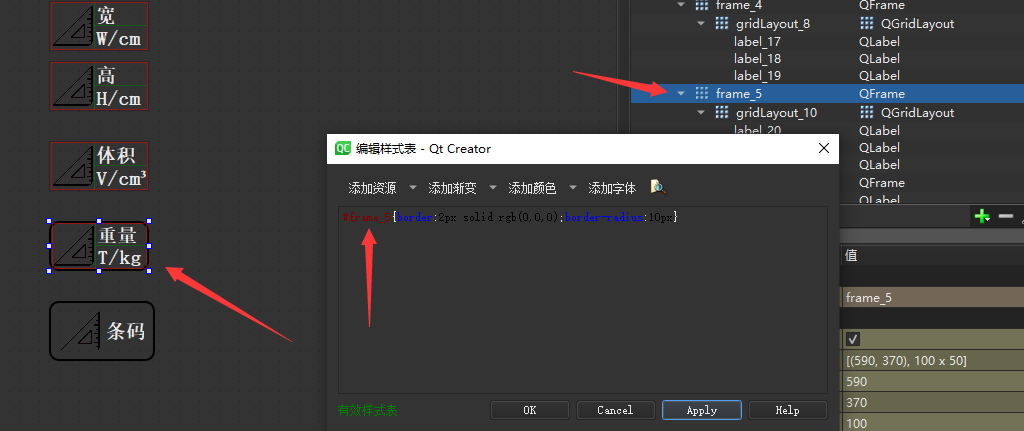 宽
W/cm
高
H/cm
体积
V/cm³
重量
T/kg
条码
frame_4 QFrame
gridLayout_8 QGridLayout
label_17 QLabel
label_18 QLabel
label_19 QLabel
frame_5 QFrame
gridLayout_10 QGridLayout
label_20 QLabel
QLabel
QLabel
QFrame
QLabel
QC 编辑样式表 - Qt Creator
添加资源 添加渐变 添加颜色 添加字体
#frame_5{border:2px solid rgb(0,0,0);border-radius:10px}
有效样式表
OK Cancel Apply Help
值
frame_5
[(590, 370), 100 x 50]
590
370
100